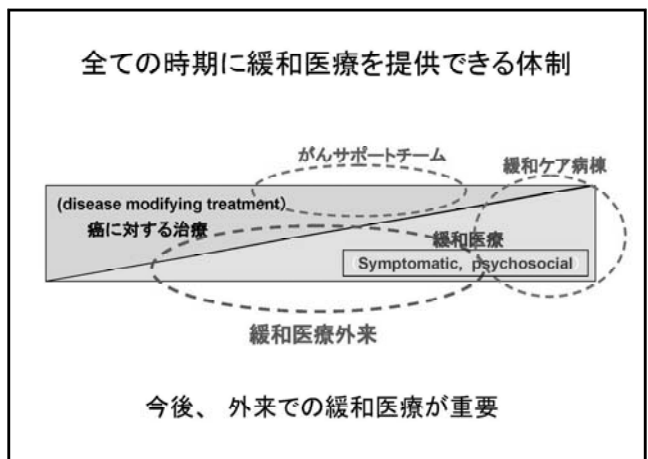 全ての時期に緩和医療を提供できる体制
がんサポートチーム
緩和ケア病棟
(disease modifying treatment)
癌に対する治療
緩和医療
(Symptomatic, psychosocial)
緩和医療外来
今後、 外来での緩和医療が重要